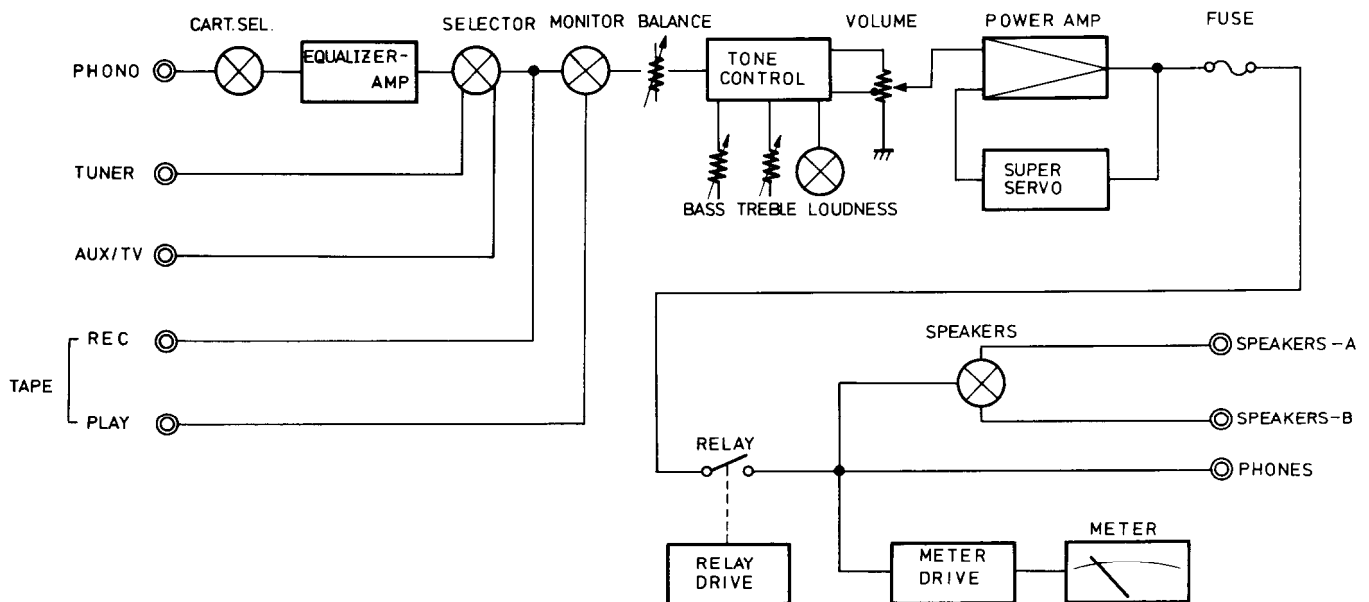 CART. SEL.
SELECTOR
MONITOR
BALANCE
VOLUME
POWER AMP
FUSE
PHONO
EQUALIZER-
AMP
TONE
CONTROL
TUNER
SUPER
SERVO
BASS
TREBLE
LOUDNESS
AUX/TV
TAPE
REC
PLAY
SPEAKERS
SPEAKERS-A
SPEAKERS-B
RELAY
PHONES
RELAY
DRIVE
METER
DRIVE
METER